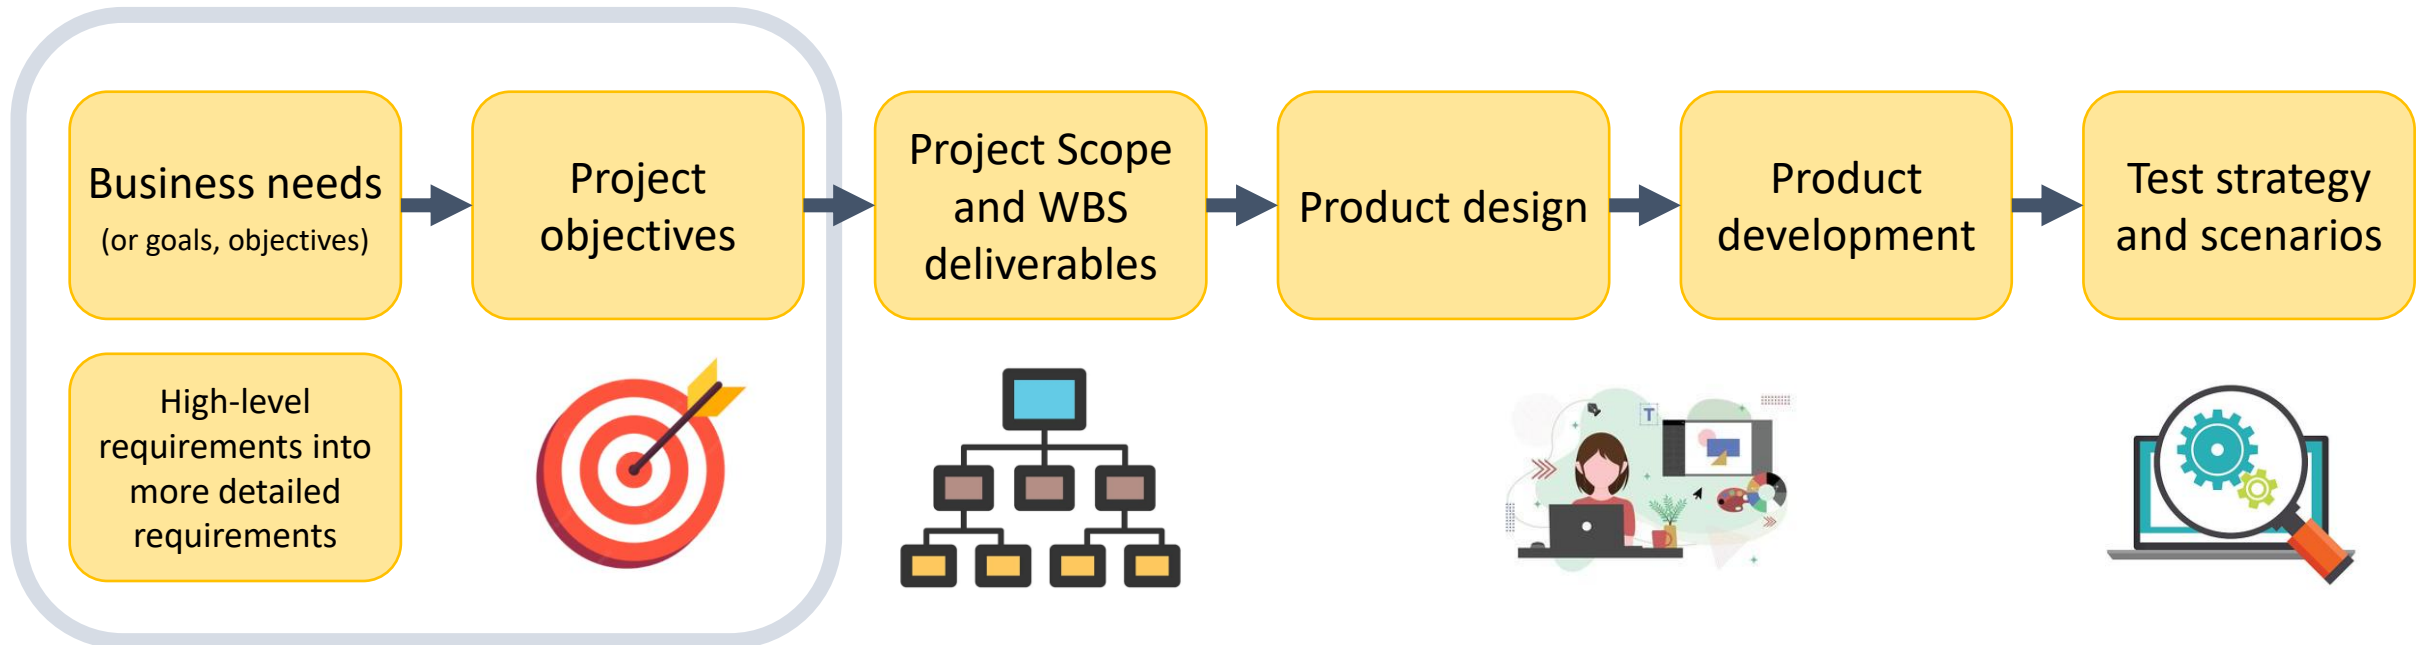 Business needs
(or goals, objectives)
Project
objectives
Project Scope
and WBS
deliverables
Product design
Product
development
Test strategy
and scenarios
High-level
requirements into
more detailed
requirements
T